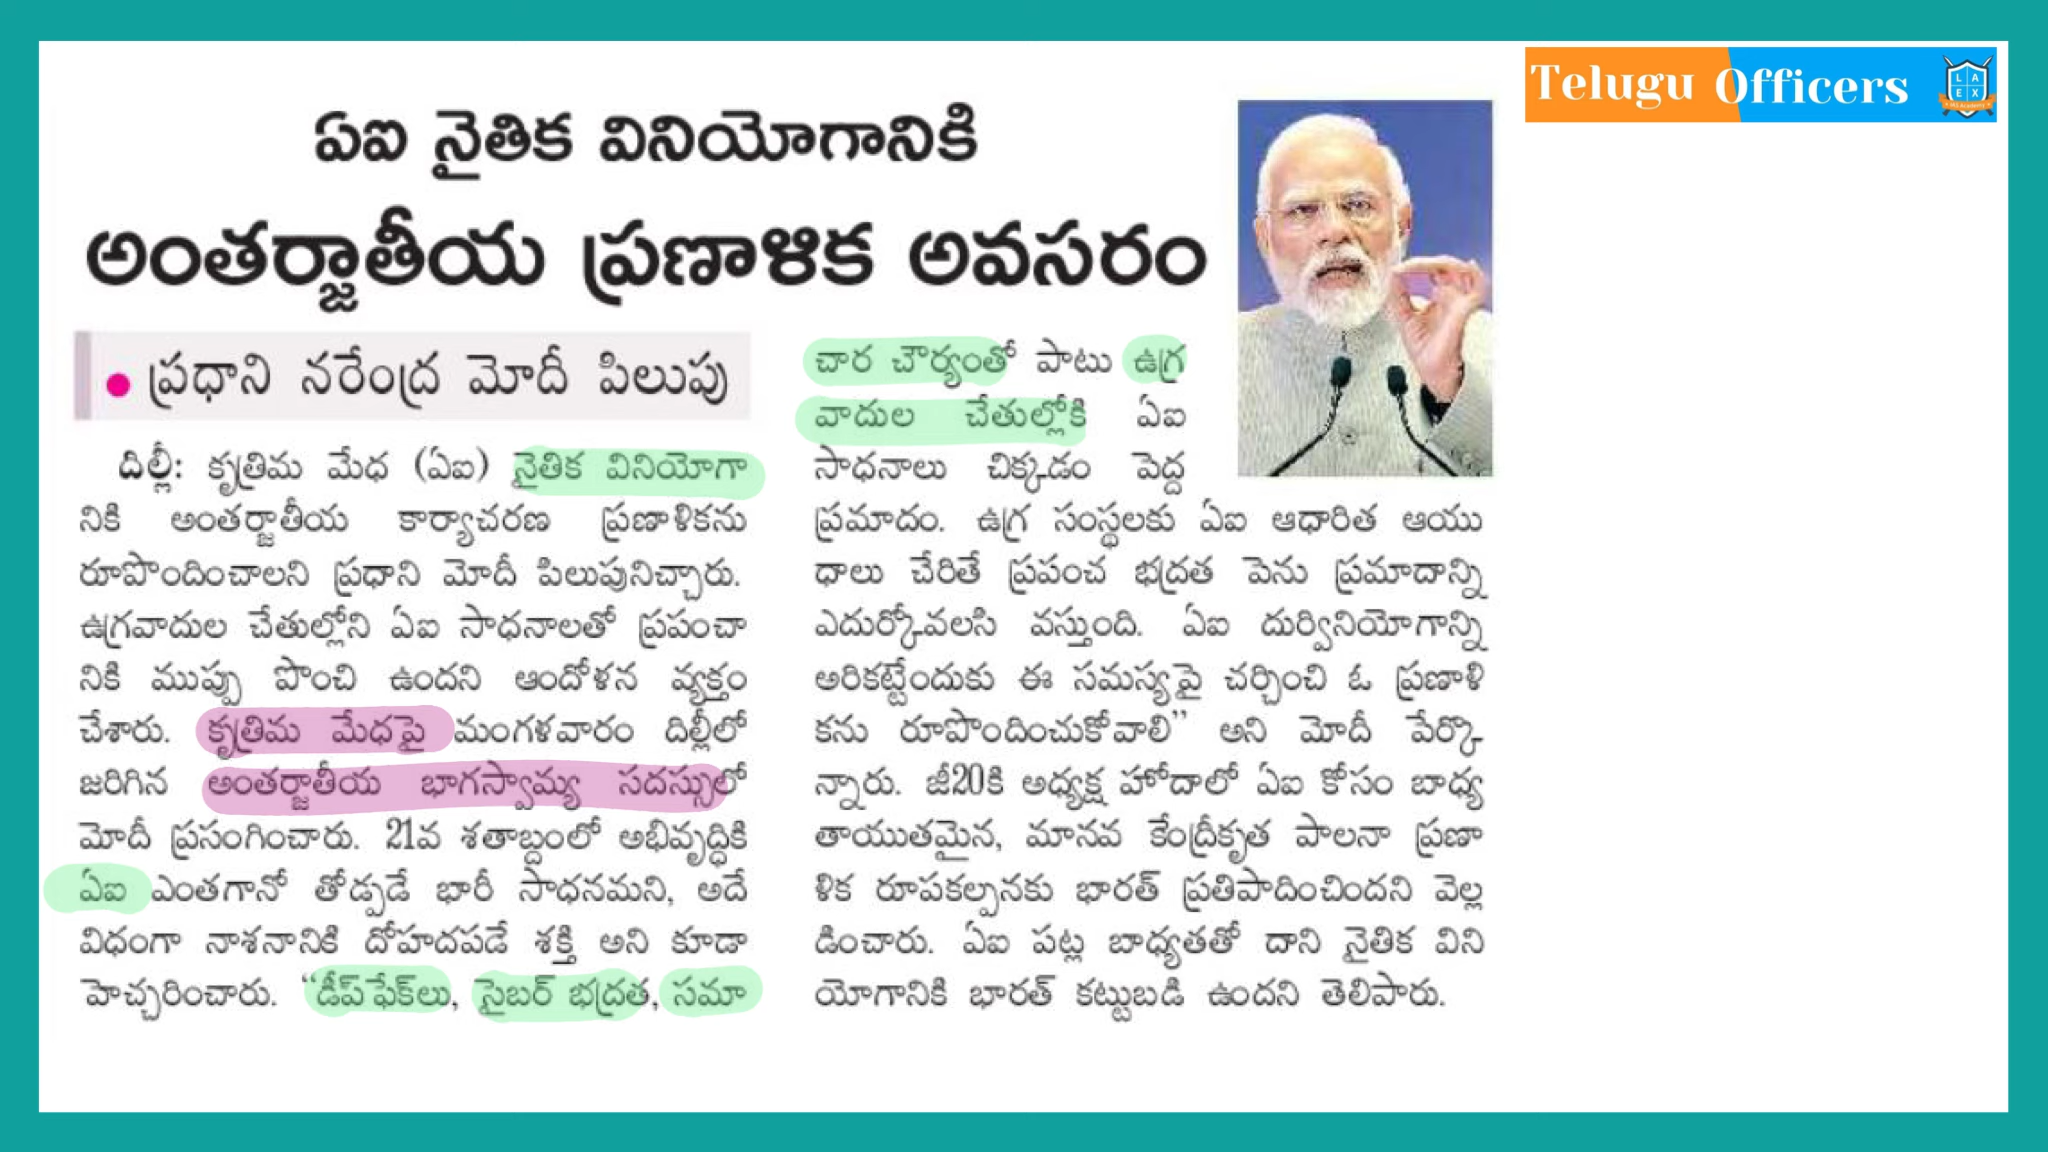 Telugu Officers
LAEX
IAS Academy
ఏఐ నైతిక వినియోగానికి
అంతర్జాతీయ ప్రణాళిక అవసరం
• ప్రధాని నరేంద్ర మోదీ పిలుపు
దిల్లీ: కృత్రిమ మేధ (ఏఐ) నైతిక వినియోగా
నికి అంతర్జాతీయ కార్యాచరణ ప్రణాళికను
రూపొందించాలని ప్రధాని మోదీ పిలుపునిచ్చారు.
ఉగ్రవాదుల చేతుల్లోని ఏఐ సాధనాలతో ప్రపంచా
నికి ముప్పు పొంచి ఉందని ఆందోళన వ్యక్తం
చేశారు. కృత్రిమ మేధపై మంగళవారం దిల్లీలో
జరిగిన అంతర్జాతీయ భాగస్వామ్య సదస్సులో
మోదీ ప్రసంగించారు. 21వ శతాబ్దంలో అభివృద్ధికి
ఏఐ ఎంతగానో తోడ్పడే భారీ సాధనమని, అదే
విధంగా నాశనానికి దోహదపడే శక్తి అని కూడా
హెచ్చరించారు. “డీప్‌ఫేక్‌లు, సైబర్ భద్రత, సమా
చార చౌర్యంతో పాటు ఉగ్ర
వాదుల చేతుల్లోకి ఏఐ
సాధనాలు చిక్కడం పెద్ద
ప్రమాదం. ఉగ్ర సంస్థలకు ఏఐ ఆధారిత ఆయు
ధాలు చేరితే ప్రపంచ భద్రత పెను ప్రమాదాన్ని
ఎదుర్కోవలసి వస్తుంది. ఏఐ దుర్వినియోగాన్ని
అరికట్టేందుకు ఈ సమస్యపై చర్చించి ఓ ప్రణాళి
కను రూపొందించుకోవాలి” అని మోదీ పేర్కొ
న్నారు. జీ20కి అధ్యక్ష హోదాలో ఏఐ కోసం బాధ్య
తాయుతమైన, మానవ కేంద్రీకృత పాలనా ప్రణా
ళిక రూపకల్పనకు భారత్ ప్రతిపాదించిందని వెల్ల
డించారు. ఏఐ పట్ల బాధ్యతతో దాని నైతిక విని
యోగానికి భారత్ కట్టుబడి ఉందని తెలిపారు.